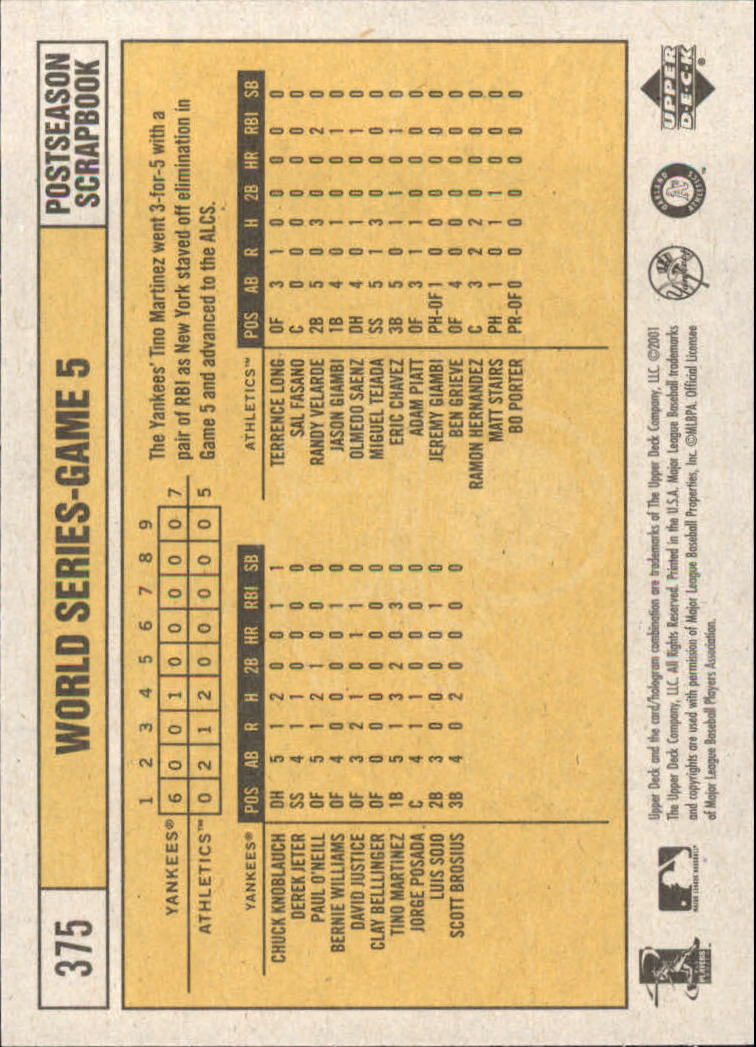 375
WORLD SERIES-GAME 5
POSTSEASON
SCRAPBOOK
1 2 3 4 5 6 7 8 9
YANKEES® 6 0 0 1 0 0 0 0 0 7
ATHLETICS™ 0 2 1 2 0 0 0 0 0 5
The Yankees' Tino Martinez went 3-for-5 with a
pair of RBI as New York staved off elimination in
Game 5 and advanced to the ALCS.
YANKEES® POS AB R H 2B HR RBI SB
CHUCK KNOBLAUCH DH 5 1 2 0 0 1 1
DEREK JETER SS 4 1 1 0 0 0 0
PAUL O'NEILL OF 5 1 2 1 0 0 0
BERNIE WILLIAMS OF 4 0 0 0 0 1 0
DAVID JUSTICE OF 3 2 1 0 1 1 0
CLAY BELLLINGER OF 0 0 0 0 0 0 0
TINO MARTINEZ 1B 5 1 3 2 0 3 0
JORGE POSADA C 4 1 1 0 0 0 0
LUIS SOJO 2B 3 0 0 0 0 1 0
SCOTT BROSIUS 3B 4 0 2 0 0 0 0
ATHLETICS™ POS AB R H 2B HR RBI SB
TERRENCE LONG OF 3 1 0 0 0 0 0
SAL FASANO C 0 0 0 0 0 0 0
RANDY VELARDE 2B 5 0 3 0 0 2 0
JASON GIAMBI 1B 4 0 1 0 0 1 0
OLMEDO SAENZ DH 4 0 1 0 0 1 0
MIGUEL TEJADA SS 5 1 3 0 0 0 0
ERIC CHAVEZ 3B 5 0 1 1 0 1 0
ADAM PIATT OF 3 1 1 0 0 0 0
JEREMY GIAMBI PH-OF 1 0 0 0 0 0 0
BEN GRIEVE OF 4 0 0 0 0 0 0
RAMON HERNANDEZ C 3 2 2 0 0 0 0
MATT STAIRS PH 1 0 1 1 0 0 0
BO PORTER PR-OF 0 0 0 0 0 0 0
PLAYERS
MAJOR LEAGUE BASEBALL®
Upper Deck and the card/hologram combination are trademarks of The Upper Deck Company, LLC ©2001
The Upper Deck Company, LLC. All Rights Reserved. Printed in the U.S.A. Major League Baseball trademarks
and copyrights are used with permission of Major League Baseball Properties, Inc. ©MLBPA. Official Licensee
of Major League Baseball Players Association.
Yankees
OAKLAND
ATHLETICS
UPPER
D·E·C·K
®